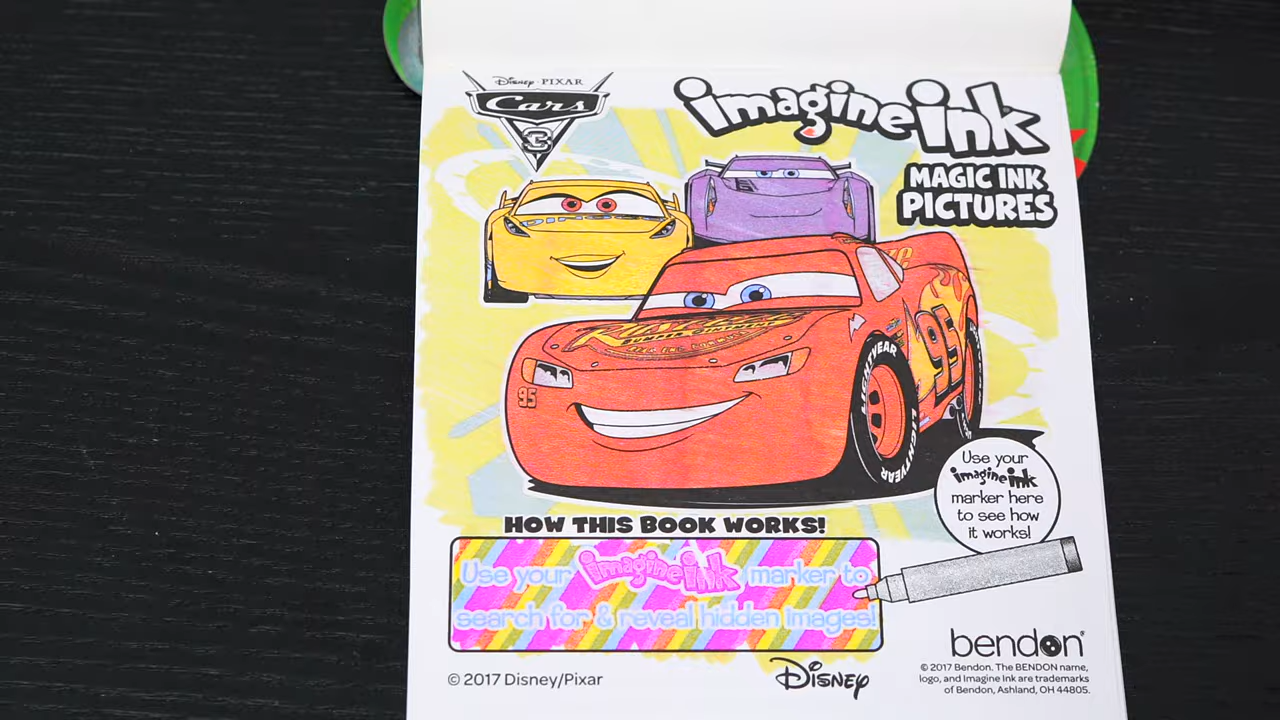 Disney · PIXAR
Cars
3
imagine ink
MAGIC INK
PICTURES
95
95
LIGHTYEAR
LIGHTYEAR
Use your
imagine ink
marker here
to see how
it works!
HOW THIS BOOK WORKS!
Use your imagine ink marker to
search for & reveal hidden images!
bendon®
© 2017 Bendon. The BENDON name,
logo, and Imagine Ink are trademarks
of Bendon, Ashland, OH 44805.
© 2017 Disney/Pixar
Disney